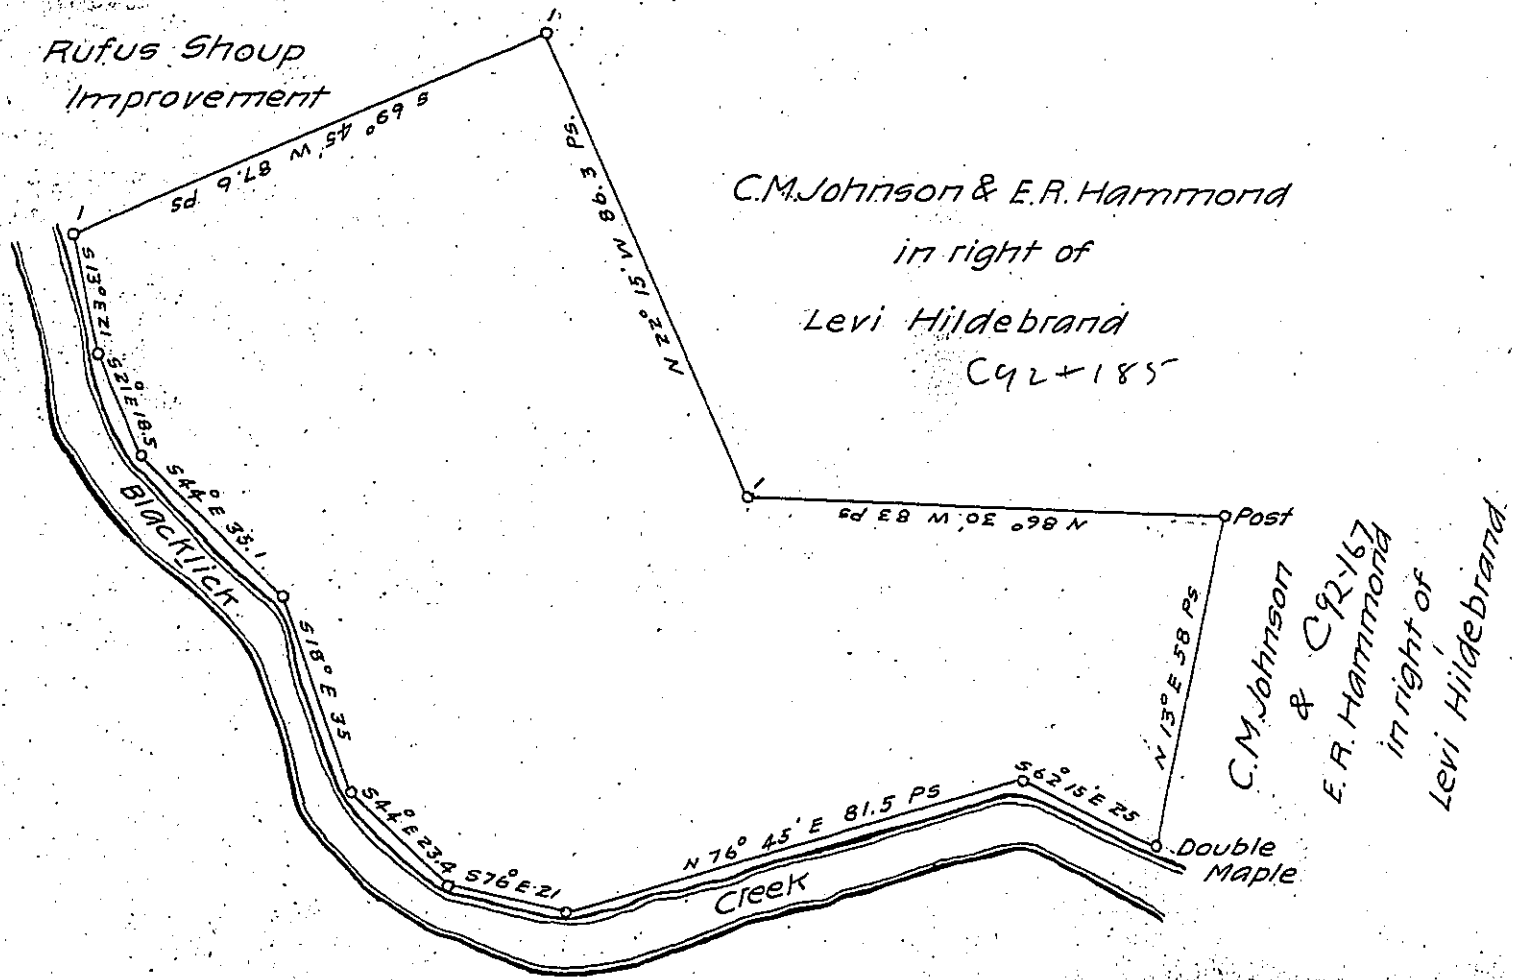 Rufus Shoup
Improvement
S 69° 45' W 87.6 ps
N 22° 15' W 86.3 Ps.
C.M. Johnson & E.R. Hammond
in right of
Levi Hildebrand
C92+185
N 86° 30' W 83 ps
Post
N 13° E 58 Ps
C.M. Johnson
& C92-167
E.R. Hammond
in right of
Levi Hildebrand
S 13° E 21
S 21° E 18.5
S 44° E 35.1
S 18° E 35
S 44° E 23.4
S 76° E 21
N 76° 45' E 81.5 PS
S 62° 15' E 25
Double
Maple
Blacklick
Creek